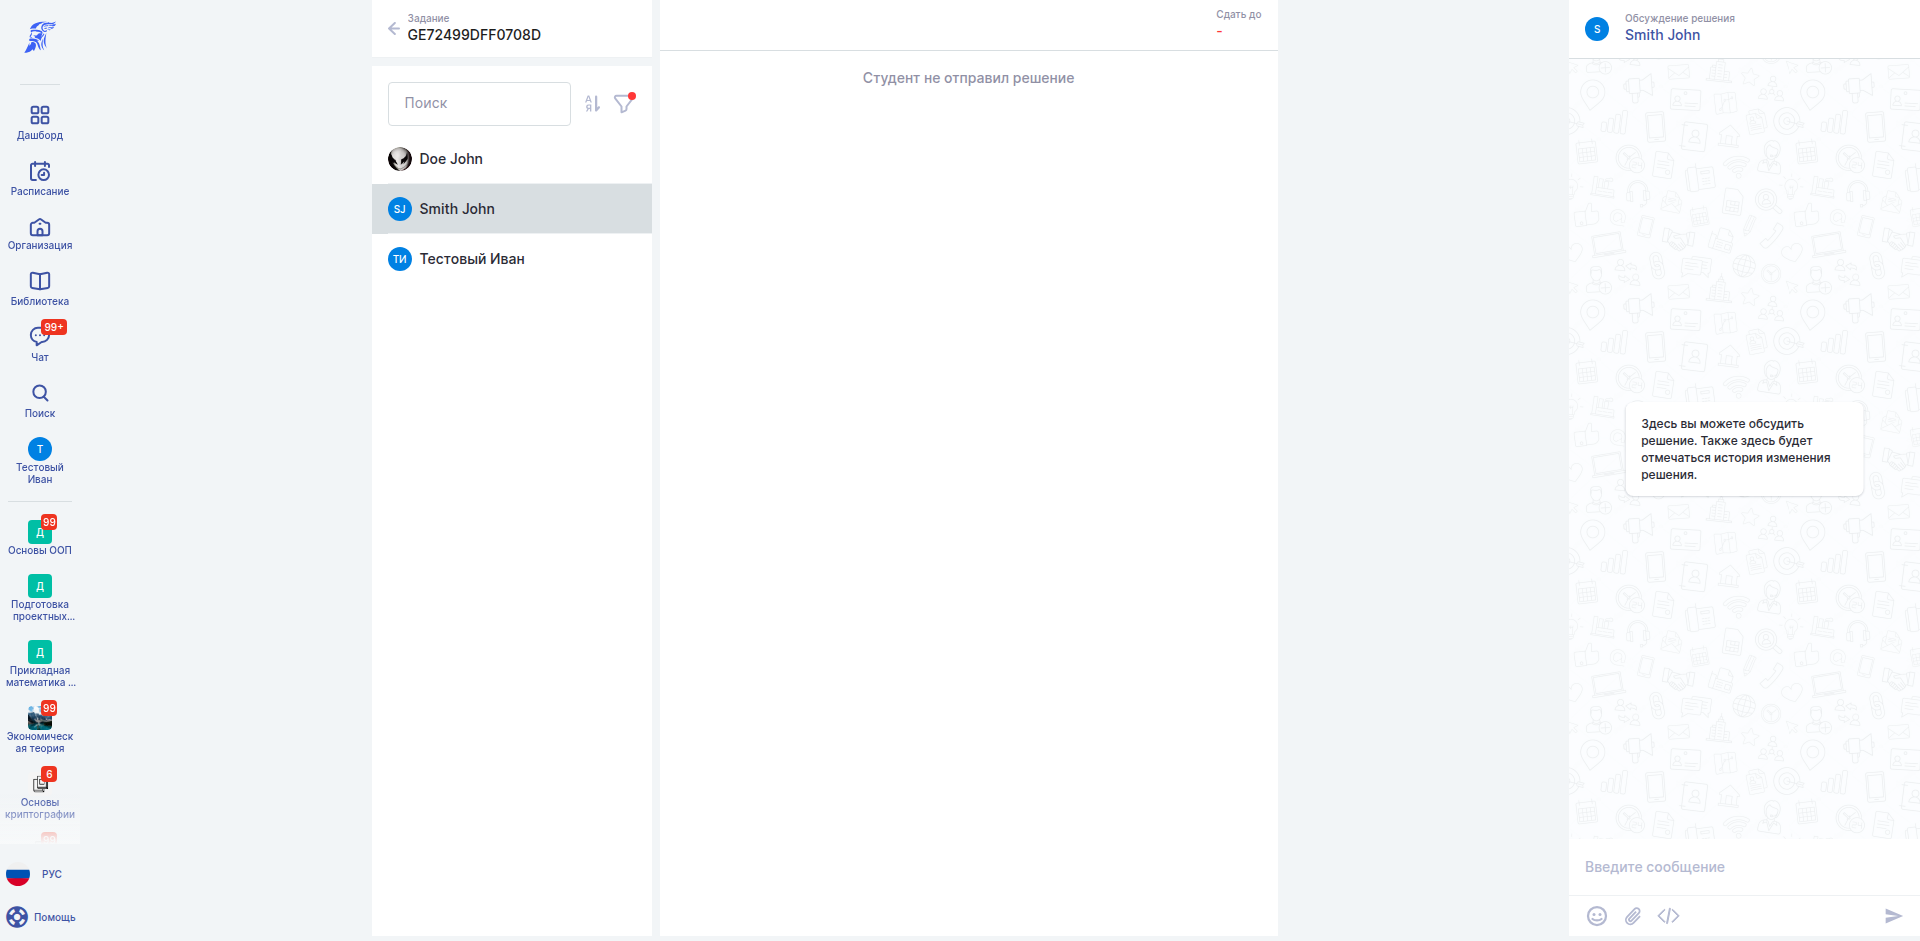 Дашборд
Расписание
Организация
Библиотека
99+
Чат
Поиск
Т
Тестовый
Иван
99
Д
Основы ООП
Д
Подготовка
проектных...
Д
Прикладная
математика ...
99
Экономическ
ая теория
6
Основы
криптографии
РУС
Помощь
Задание
GE72499DFF0708D
Поиск
А
Я
Doe John
SJ
Smith John
ТИ
Тестовый Иван
Сдать до
-
Студент не отправил решение
S
Обсуждение решения
Smith John
Здесь вы можете обсудить
решение. Также здесь будет
отмечаться история изменения
решения.
Введите сообщение